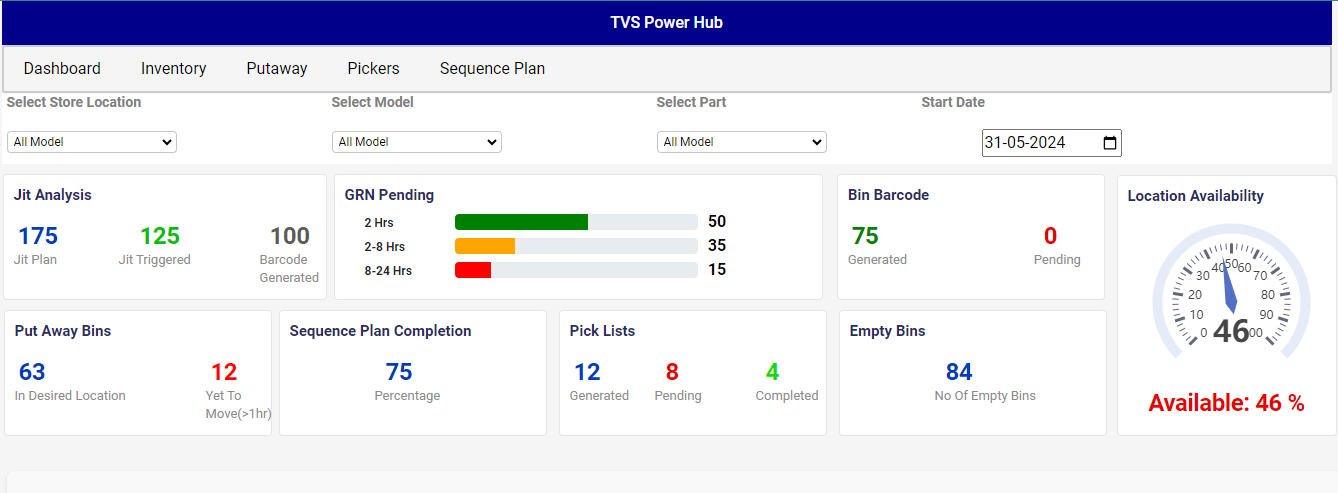 TVS Power Hub
Dashboard Inventory Putaway Pickers Sequence Plan
Select Store Location Select Model Select Part Start Date
All Model All Model All Model 31-05-2024
Jit Analysis
175 125 100
Jit Plan Jit Triggered Barcode
Generated
GRN Pending
2 Hrs 50
2-8 Hrs 35
8-24 Hrs 15
Bin Barcode
75 0
Generated Pending
Location Availability
0 10 20 30 40 50 60 70 80 90 00
46
Available: 46 %
Put Away Bins
63 12
In Desired Location Yet To
Move(>1hr)
Sequence Plan Completion
75
Percentage
Pick Lists
12 8 4
Generated Pending Completed
Empty Bins
84
No Of Empty Bins